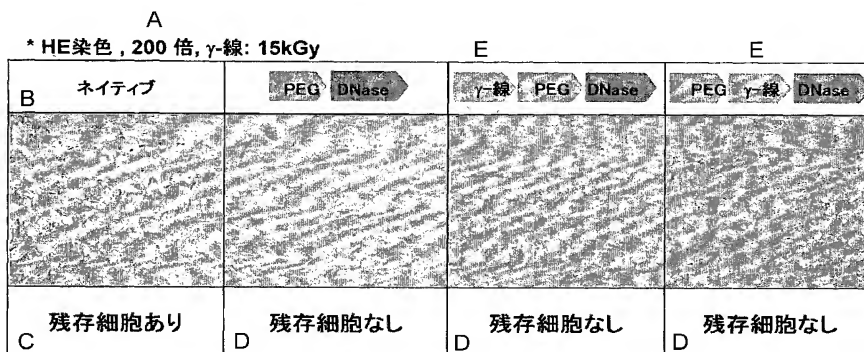 A
* HE染色 , 200 倍, γ-線: 15kGy
E
E
B
ネイティブ
PEG DNase
γ-線 PEG DNase
PEG γ-線 DNase
C 残存細胞あり
D 残存細胞なし
D 残存細胞なし
D 残存細胞なし